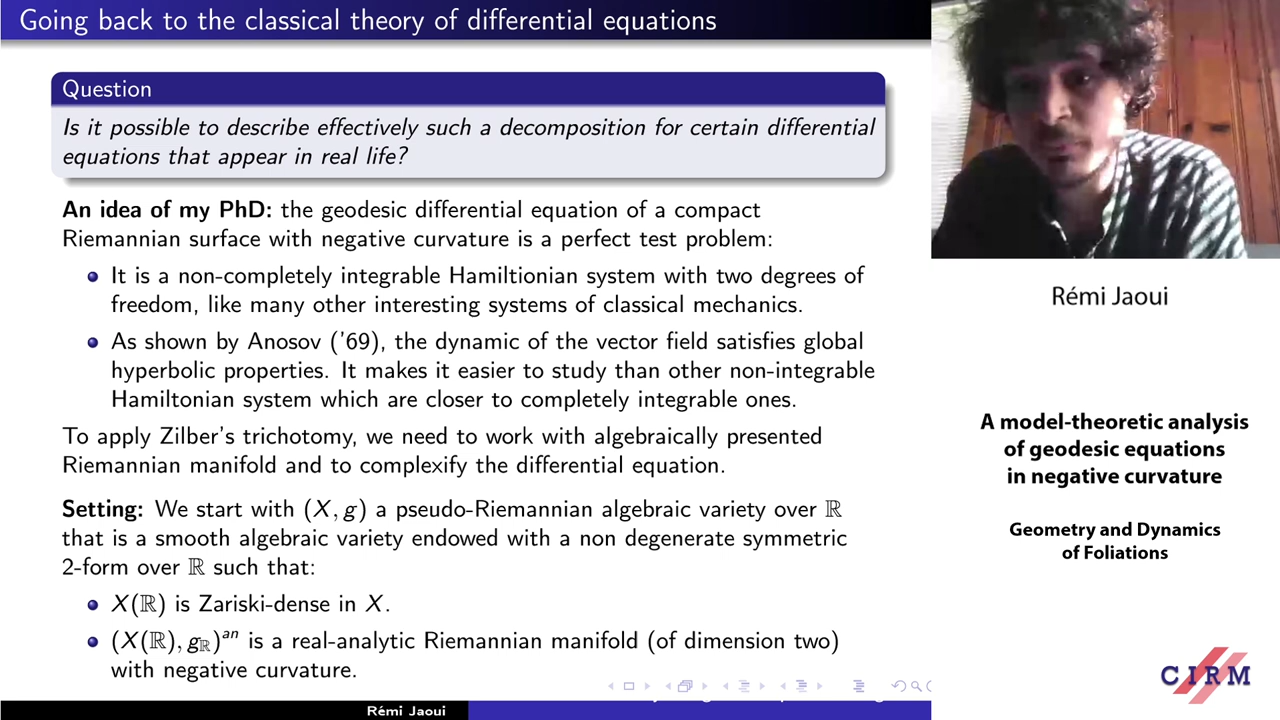 Going back to the classical theory of differential equations
Question
Is it possible to describe effectively such a decomposition for certain differential
equations that appear in real life?
An idea of my PhD: the geodesic differential equation of a compact
Riemannian surface with negative curvature is a perfect test problem:
It is a non-completely integrable Hamiltionian system with two degrees of
freedom, like many other interesting systems of classical mechanics.
As shown by Anosov ('69), the dynamic of the vector field satisfies global
hyperbolic properties. It makes it easier to study than other non-integrable
Hamiltonian system which are closer to completely integrable ones.
To apply Zilber's trichotomy, we need to work with algebraically presented
Riemannian manifold and to complexify the differential equation.
Setting: We start with (X, g) a pseudo-Riemannian algebraic variety over ℝ
that is a smooth algebraic variety endowed with a non degenerate symmetric
2-form over ℝ such that:
X(ℝ) is Zariski-dense in X.
(X(ℝ), g_ℝ)^an is a real-analytic Riemannian manifold (of dimension two)
with negative curvature.
Rémi Jaoui
Rémi Jaoui
A model-theoretic analysis
of geodesic equations
in negative curvature
Geometry and Dynamics
of Foliations
CIRM